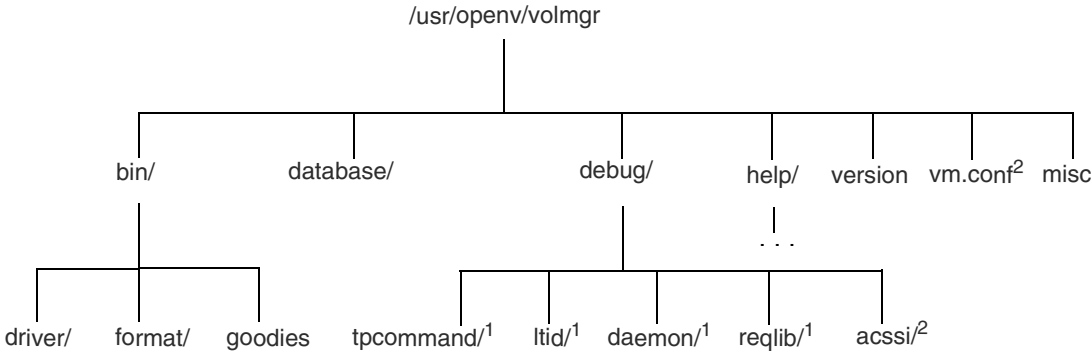 /usr/openv/volmgr
bin/ database/ debug/ help/ version vm.conf² misc
. . .
driver/ format/ goodies tpcommand/¹ ltid/¹ daemon/¹ reqlib/¹ acssi/²